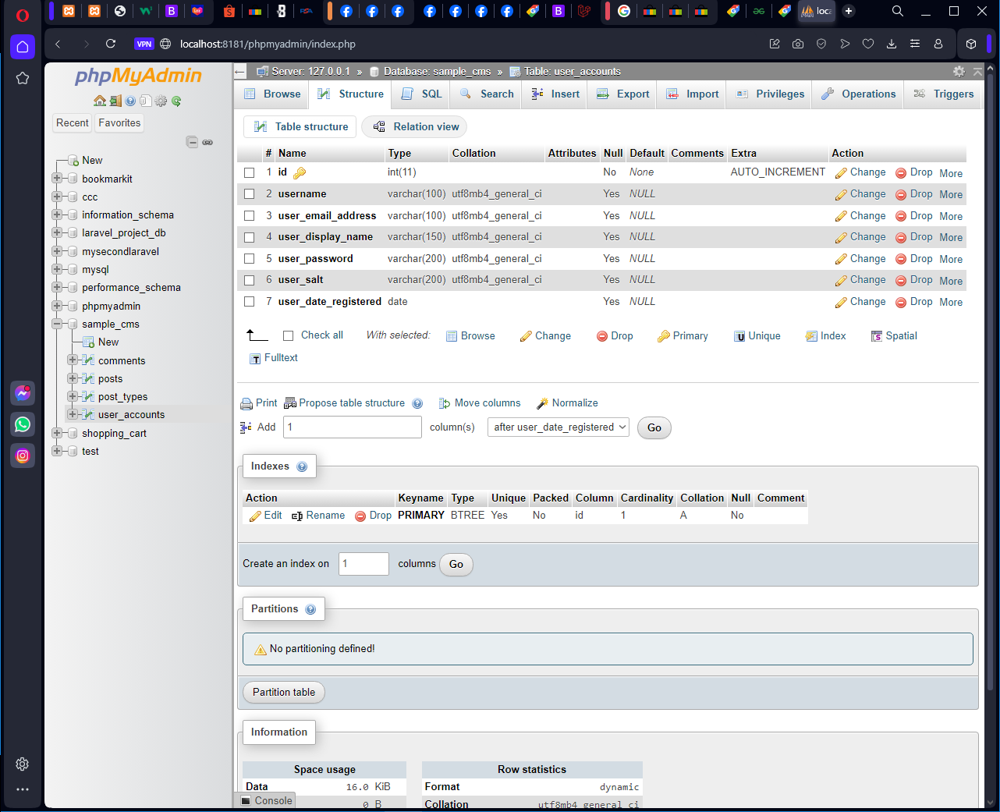 loca
VPN localhost:8181/phpmyadmin/index.php
phpMyAdmin
Recent Favorites
New
bookmarkit
ccc
information_schema
laravel_project_db
mysecondlaravel
mysql
performance_schema
phpmyadmin
sample_cms
New
comments
posts
post_types
user_accounts
shopping_cart
test
Server: 127.0.0.1 » Database: sample_cms » Table: user_accounts
Browse Structure SQL Search Insert Export Import Privileges Operations Triggers
Table structure Relation view
# Name Type Collation Attributes Null Default Comments Extra Action
1 id int(11) No None AUTO_INCREMENT Change Drop More
2 username varchar(100) utf8mb4_general_ci Yes NULL Change Drop More
3 user_email_address varchar(100) utf8mb4_general_ci Yes NULL Change Drop More
4 user_display_name varchar(150) utf8mb4_general_ci Yes NULL Change Drop More
5 user_password varchar(200) utf8mb4_general_ci Yes NULL Change Drop More
6 user_salt varchar(200) utf8mb4_general_ci Yes NULL Change Drop More
7 user_date_registered date Yes NULL Change Drop More
Check all With selected: Browse Change Drop Primary Unique Index Spatial
Fulltext
Print Propose table structure Move columns Normalize
Add 1 column(s) after user_date_registered Go
Indexes
Action Keyname Type Unique Packed Column Cardinality Collation Null Comment
Edit Rename Drop PRIMARY BTREE Yes No id 1 A No
Create an index on 1 columns Go
Partitions
No partitioning defined!
Partition table
Information
Space usage Row statistics
Data 16.0 KiB Format dynamic
Console 0 B Collation utf8mb4_general_ci